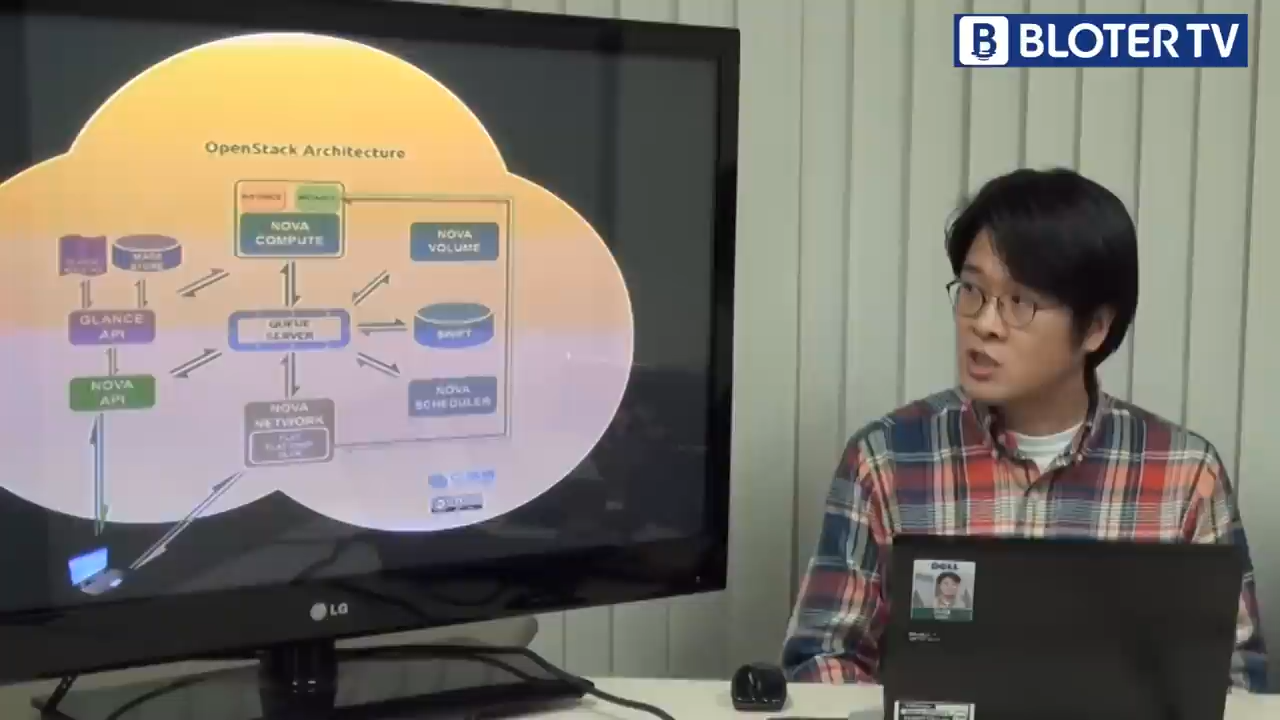 BLOTER TV
OpenStack Architecture
NOVA
COMPUTE
NOVA
VOLUME
GLANCE
API
QUEUE
SERVER
SWIFT
NOVA
API
NOVA
SCHEDULER
NOVA
NETWORK
LG
DELL